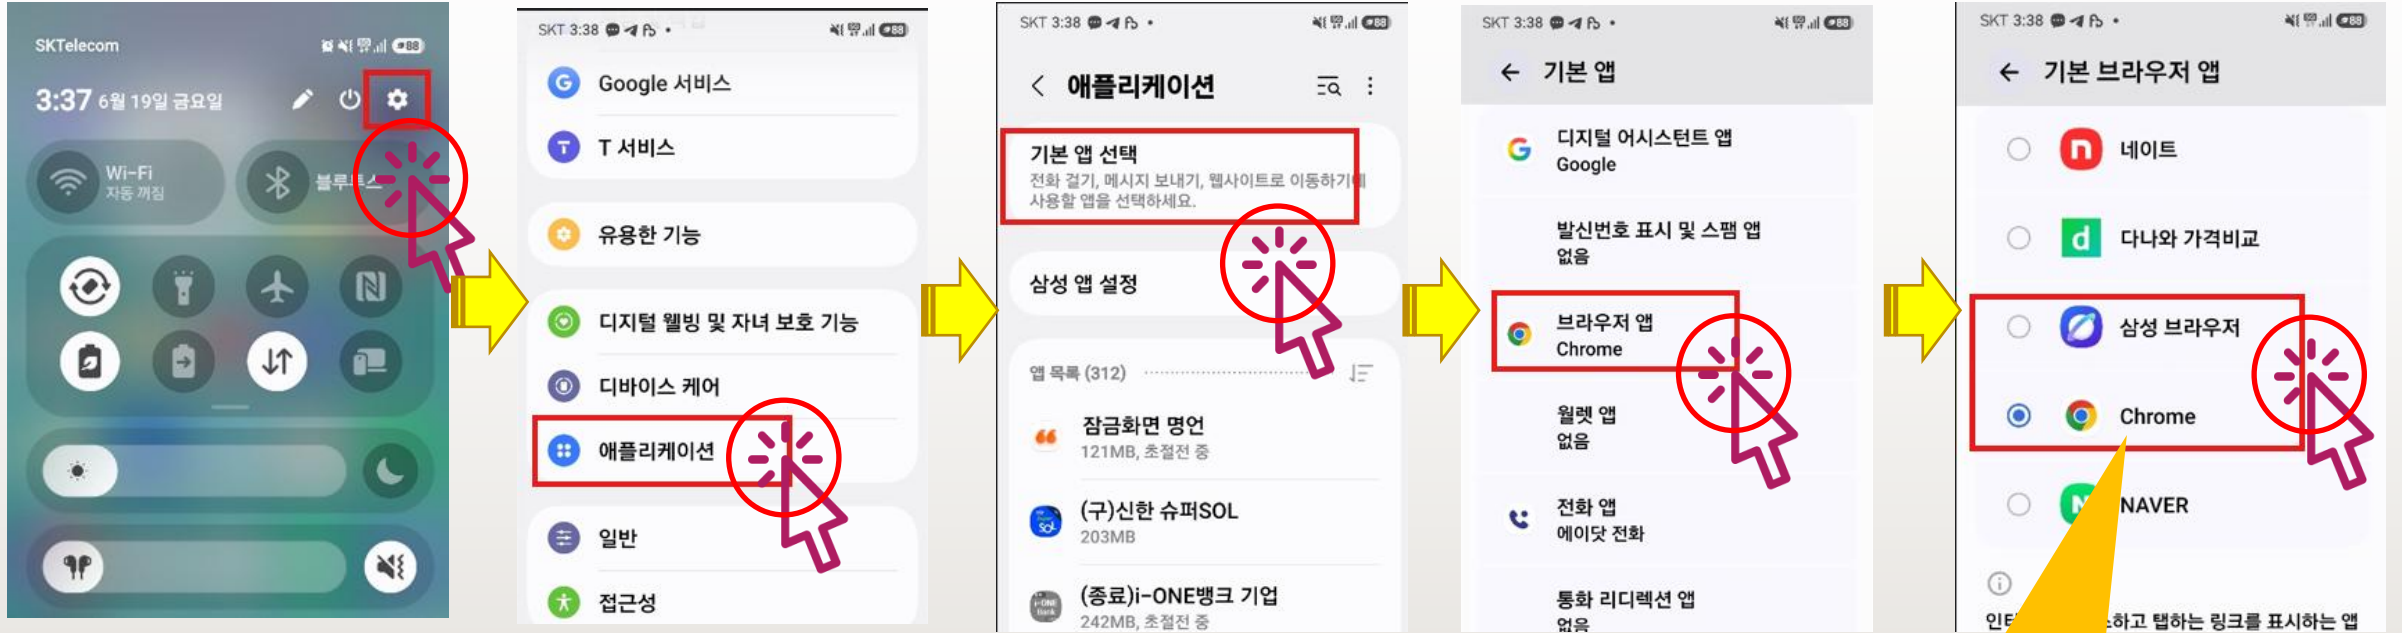 SKTelecom
88
3:37 6월 19일 금요일
Wi-Fi
자동 꺼짐
블루투스
SKT 3:38
88
Google 서비스
T 서비스
유용한 기능
디지털 웰빙 및 자녀 보호 기능
디바이스 케어
애플리케이션
일반
접근성
SKT 3:38
88
애플리케이션
기본 앱 선택
전화 걸기, 메시지 보내기, 웹사이트로 이동하기에
사용할 앱을 선택하세요.
삼성 앱 설정
앱 목록 (312)
잠금화면 명언
121MB, 초절전 중
(구)신한 슈퍼SOL
203MB
(종료)i-ONE뱅크 기업
242MB, 초절전 중
SKT 3:38
88
기본 앱
디지털 어시스턴트 앱
Google
발신번호 표시 및 스팸 앱
없음
브라우저 앱
Chrome
월렛 앱
없음
전화 앱
에이닷 전화
통화 리디렉션 앱
없음
SKT 3:38
88
기본 브라우저 앱
네이트
다나와 가격비교
삼성 브라우저
Chrome
NAVER
하고 탭하는 링크를 표시하는 앱